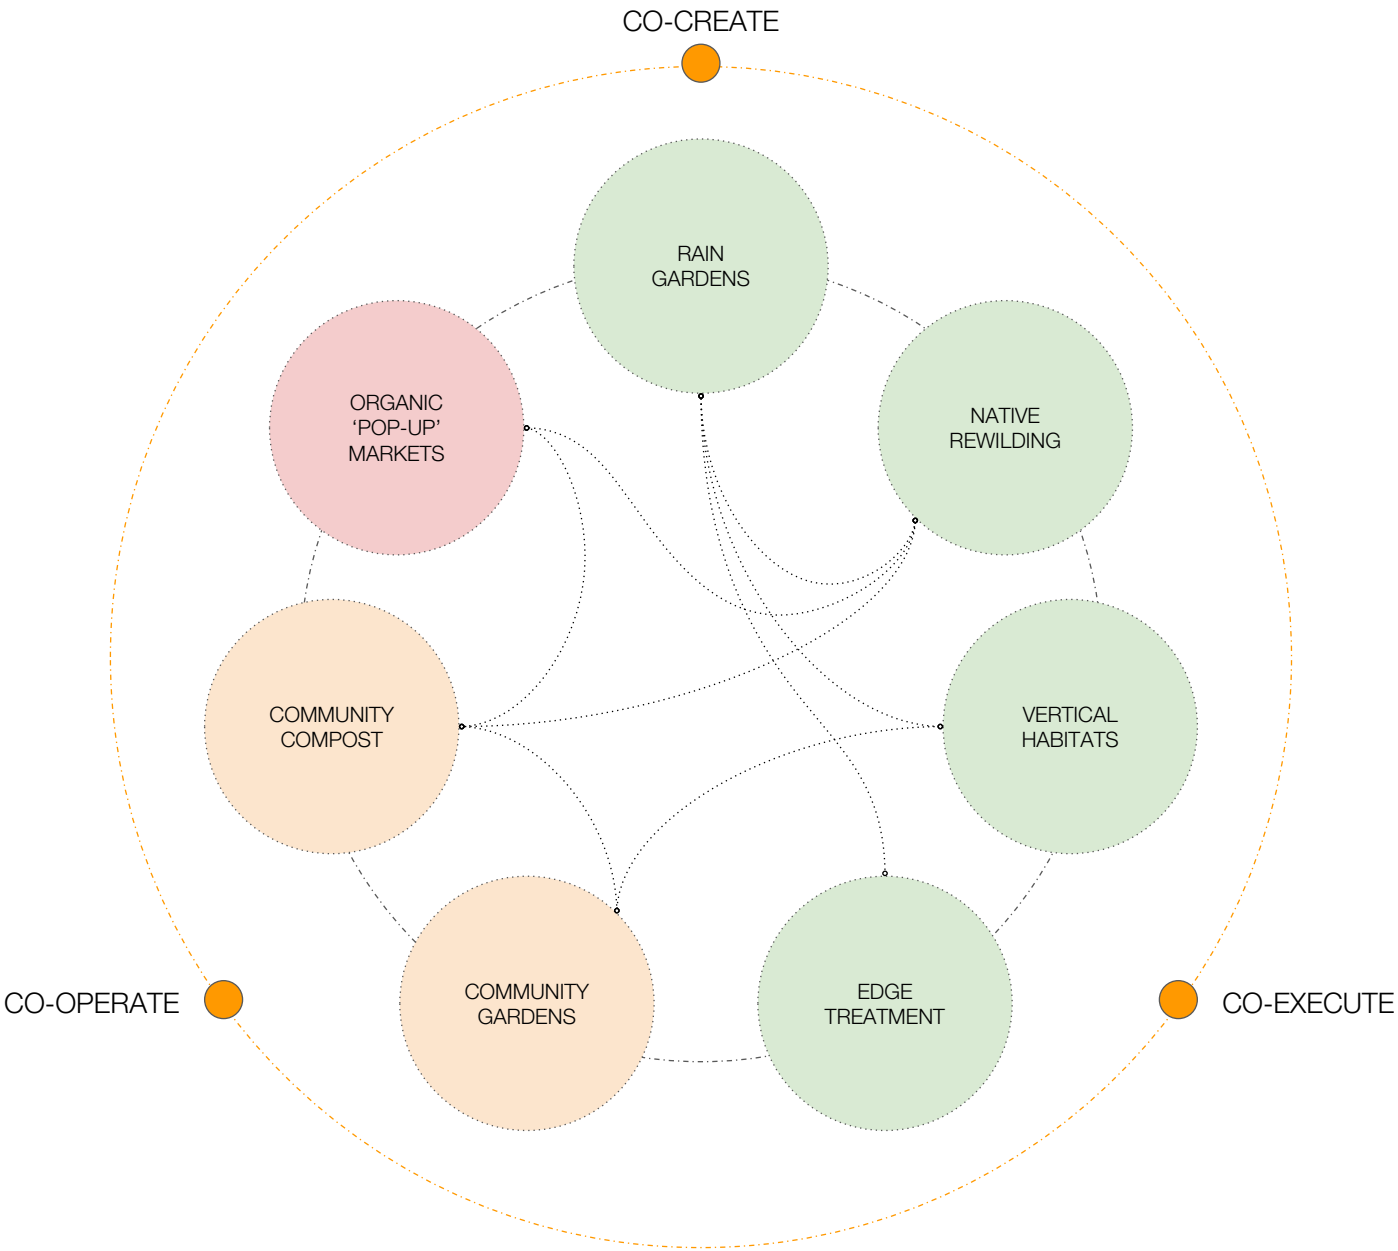 CO-CREATE
RAIN
GARDENS
ORGANIC
‘POP-UP’
MARKETS
NATIVE
REWILDING
COMMUNITY
COMPOST
VERTICAL
HABITATS
COMMUNITY
GARDENS
EDGE
TREATMENT
CO-OPERATE
CO-EXECUTE